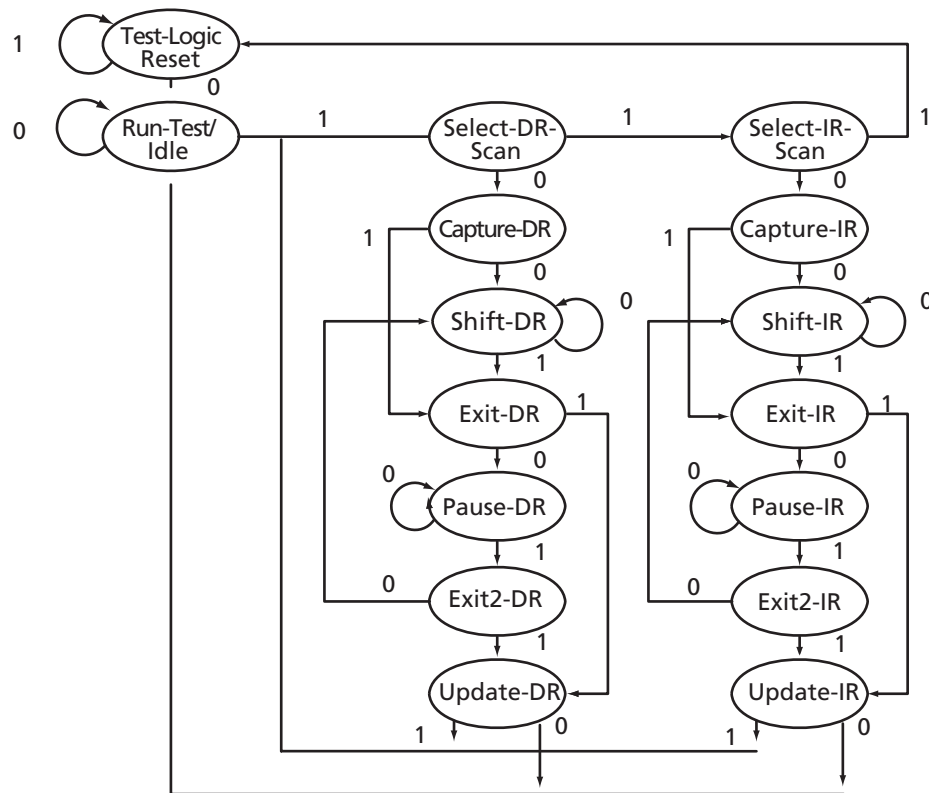 1
Test-Logic
Reset
0
0
Run-Test/
Idle
1
Select-DR-
Scan
1
Select-IR-
Scan
1
0
0
1
Capture-DR
1
Capture-IR
0
0
Shift-DR
0
Shift-IR
0
1
1
Exit-DR
1
Exit-IR
1
0
0
0
Pause-DR
0
Pause-IR
1
1
0
Exit2-DR
0
Exit2-IR
1
1
Update-DR
Update-IR
1
0
1
0